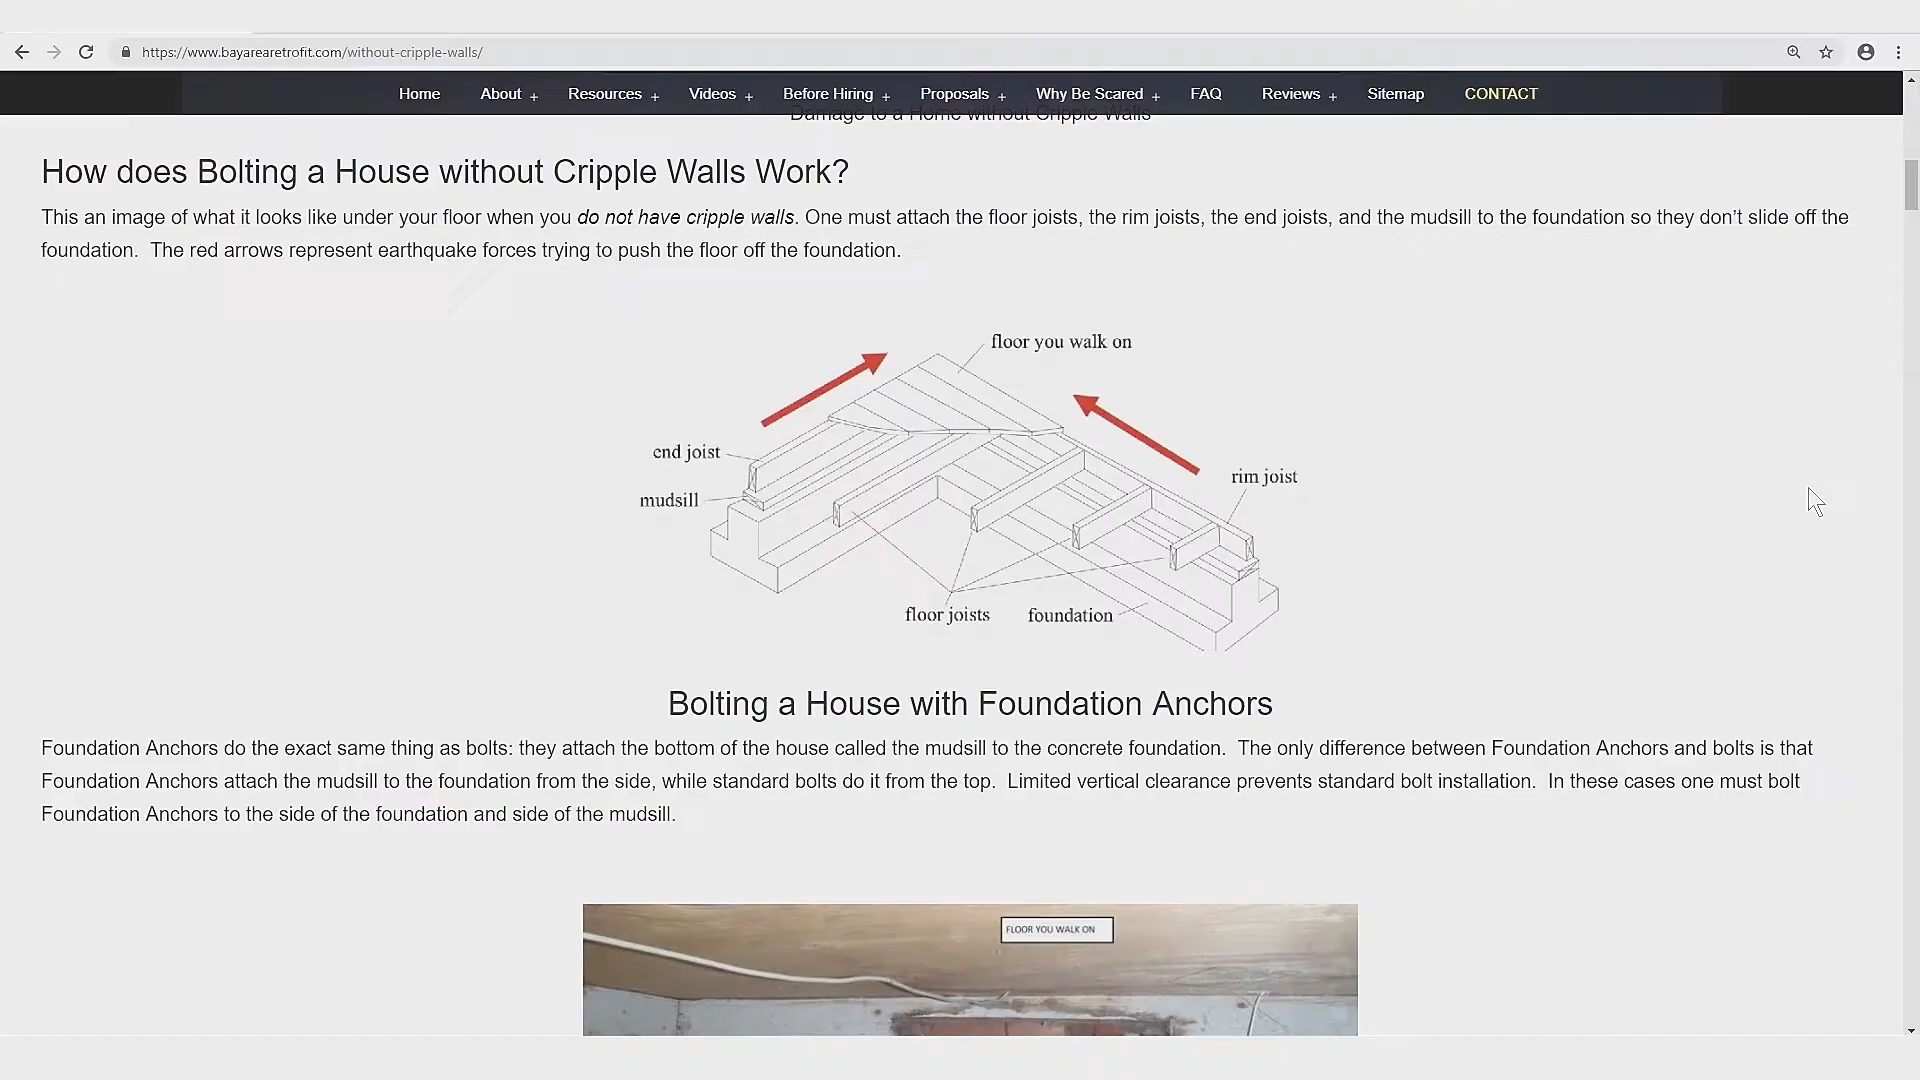 https://www.bayarearetrofit.com/without-cripple-walls/
Home About + Resources + Videos + Before Hiring + Proposals + Why Be Scared + FAQ Reviews + Sitemap CONTACT
Damage to a Home without Cripple Walls
How does Bolting a House without Cripple Walls Work?
This an image of what it looks like under your floor when you do not have cripple walls. One must attach the floor joists, the rim joists, the end joists, and the mudsill to the foundation so they don’t slide off the
foundation. The red arrows represent earthquake forces trying to push the floor off the foundation.
floor you walk on
end joist
rim joist
mudsill
floor joists foundation
Bolting a House with Foundation Anchors
Foundation Anchors do the exact same thing as bolts: they attach the bottom of the house called the mudsill to the concrete foundation. The only difference between Foundation Anchors and bolts is that
Foundation Anchors attach the mudsill to the foundation from the side, while standard bolts do it from the top. Limited vertical clearance prevents standard bolt installation. In these cases one must bolt
Foundation Anchors to the side of the foundation and side of the mudsill.
FLOOR YOU WALK ON